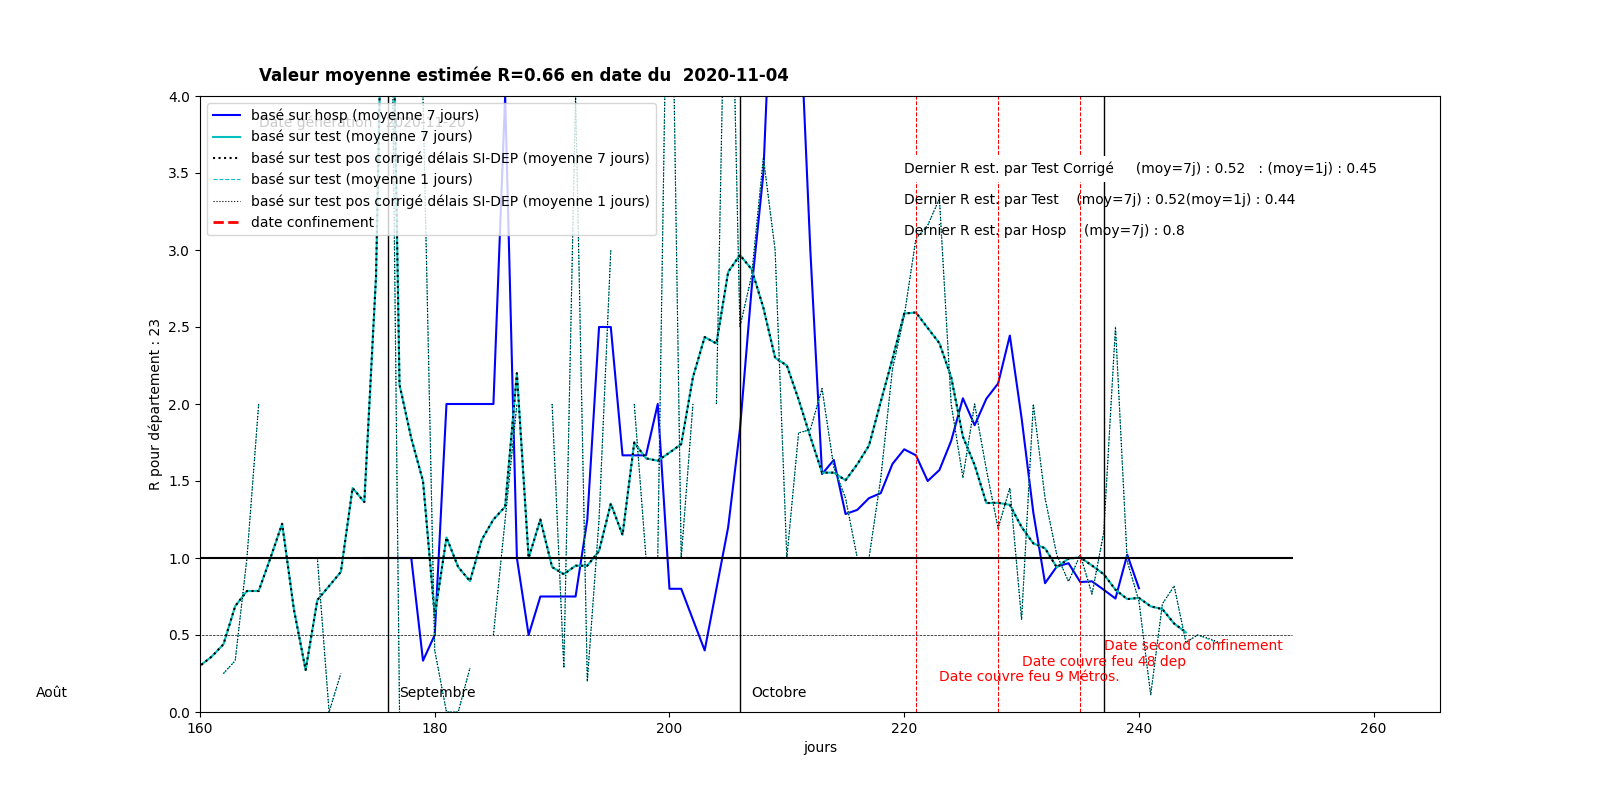 Valeur moyenne estimée R=0.66 en date du  2020-11-04
4.0
3.5
3.0
2.5
2.0
1.5
1.0
0.5
0.0
R pour département : 23
basé sur hosp (moyenne 7 jours)
Date génération : 2020-11-20
basé sur test (moyenne 7 jours)
basé sur test pos corrigé délais SI-DEP (moyenne 7 jours)
basé sur test (moyenne 1 jours)
basé sur test pos corrigé délais SI-DEP (moyenne 1 jours)
date confinement
Dernier R est. par Test Corrigé     (moy=7j) : 0.52   : (moy=1j) : 0.45
Dernier R est. par Test    (moy=7j) : 0.52(moy=1j) : 0.44
Dernier R est. par Hosp    (moy=7j) : 0.8
Date second confinement
Date couvre feu 48 dep
Date couvre feu 9 Métros.
Août
Septembre
Octobre
160
180
200
220
240
260
jours